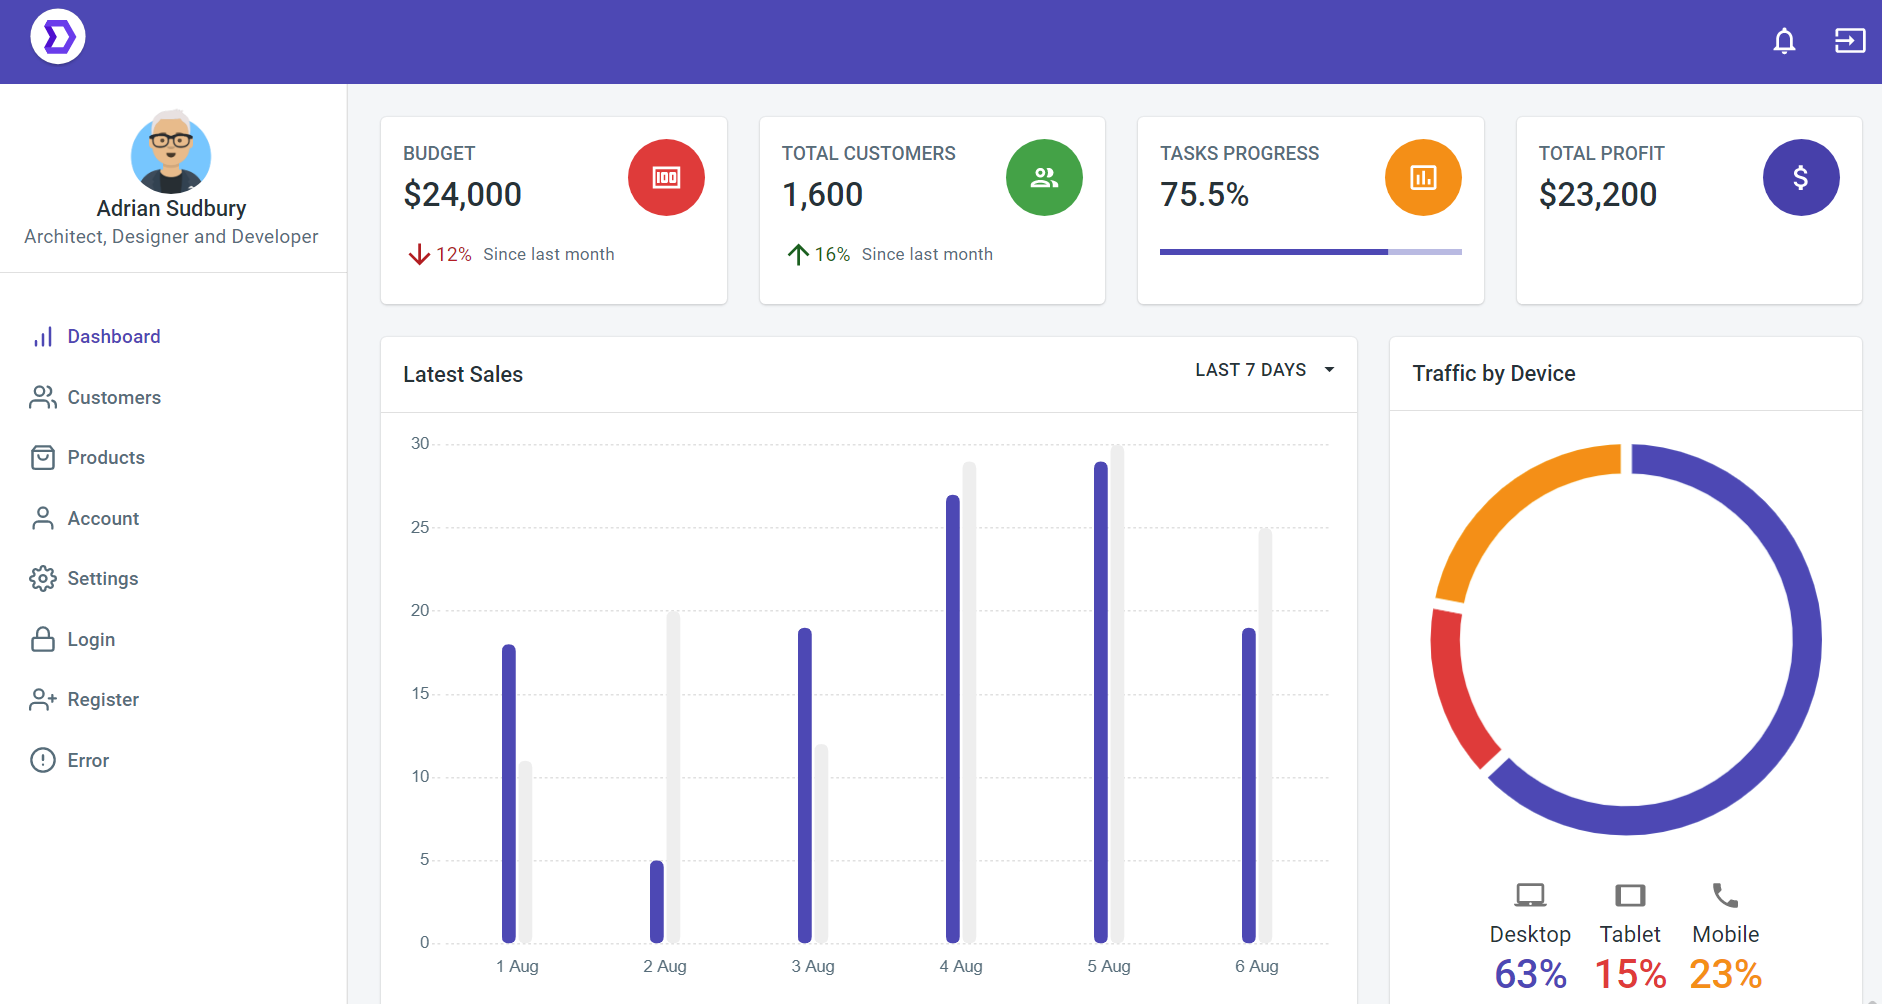 Adrian Sudbury
Architect, Designer and Developer
Dashboard
Customers
Products
Account
Settings
Login
Register
Error
BUDGET
$24,000
12% Since last month
TOTAL CUSTOMERS
1,600
16% Since last month
TASKS PROGRESS
75.5%
TOTAL PROFIT
$23,200
$
Latest Sales
LAST 7 DAYS
30
25
20
15
10
5
0
1 Aug 2 Aug 3 Aug 4 Aug 5 Aug 6 Aug
Traffic by Device
Desktop Tablet Mobile
63% 15% 23%